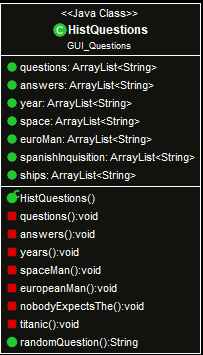 <<Java Class>>
HistQuestions
GUI_Questions
questions: ArrayList<String>
answers: ArrayList<String>
year: ArrayList<String>
space: ArrayList<String>
euroMan: ArrayList<String>
spanishInquisition: ArrayList<String>
ships: ArrayList<String>
HistQuestions()
questions():void
answers():void
years():void
spaceMan():void
europeanMan():void
nobodyExpectsThe():void
titanic():void
randomQuestion():String